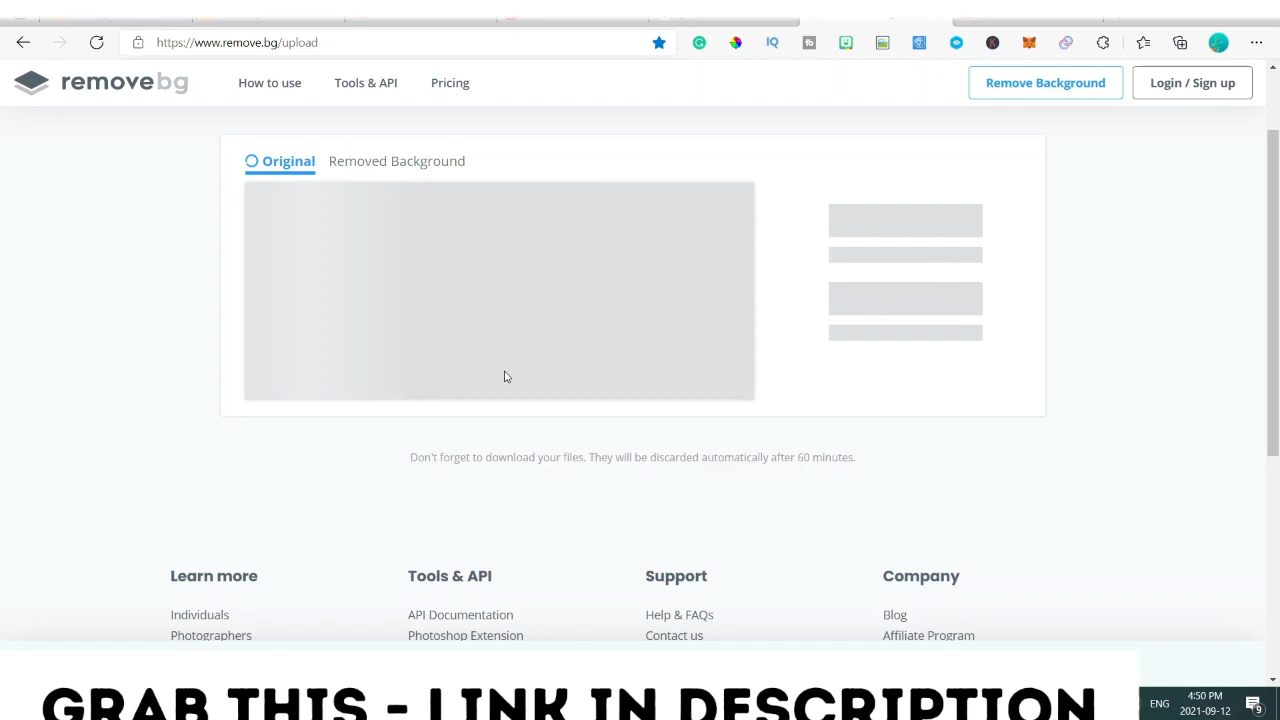 https://www.remove.bg/upload
IQ
removebg
How to use
Tools & API
Pricing
Remove Background
Login / Sign up
Original
Removed Background
Don't forget to download your files. They will be discarded automatically after 60 minutes.
Learn more
Tools & API
Support
Company
Individuals
API Documentation
Help & FAQs
Blog
Photographers
Photoshop Extension
Contact us
Affiliate Program
GRAB THIS - LINK IN DESCRIPTION
ENG
4:50 PM
2021-09-12